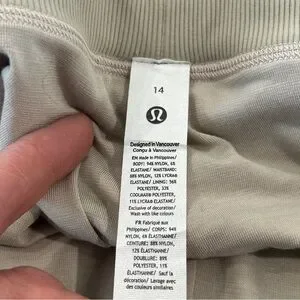 14
Designed in Vancouver
Conçu à Vancouver
EN Made in Philippines/
BODY: 94% NYLON, 6%
ELASTANE/ WAISTBAND:
88% NYLON, 12% LYCRA®
ELASTANE/ LINING: 56%
POLYESTER, 33%
COOLMAX® POLYESTER,
11% LYCRA® ELASTANE/
Exclusive of decoration/
Wash with like colours
FR Fabriqué aux
Philippines/ CORPS: 94%
NYLON, 6% ÉLASTHANNE/
CEINTURE: 88% NYLON,
12% ÉLASTHANNE/
DOUBLURE: 89%
POLYESTER, 11%
ÉLASTHANNE/ Sauf la
décoration/ Lavage avec
des couleurs similaires.